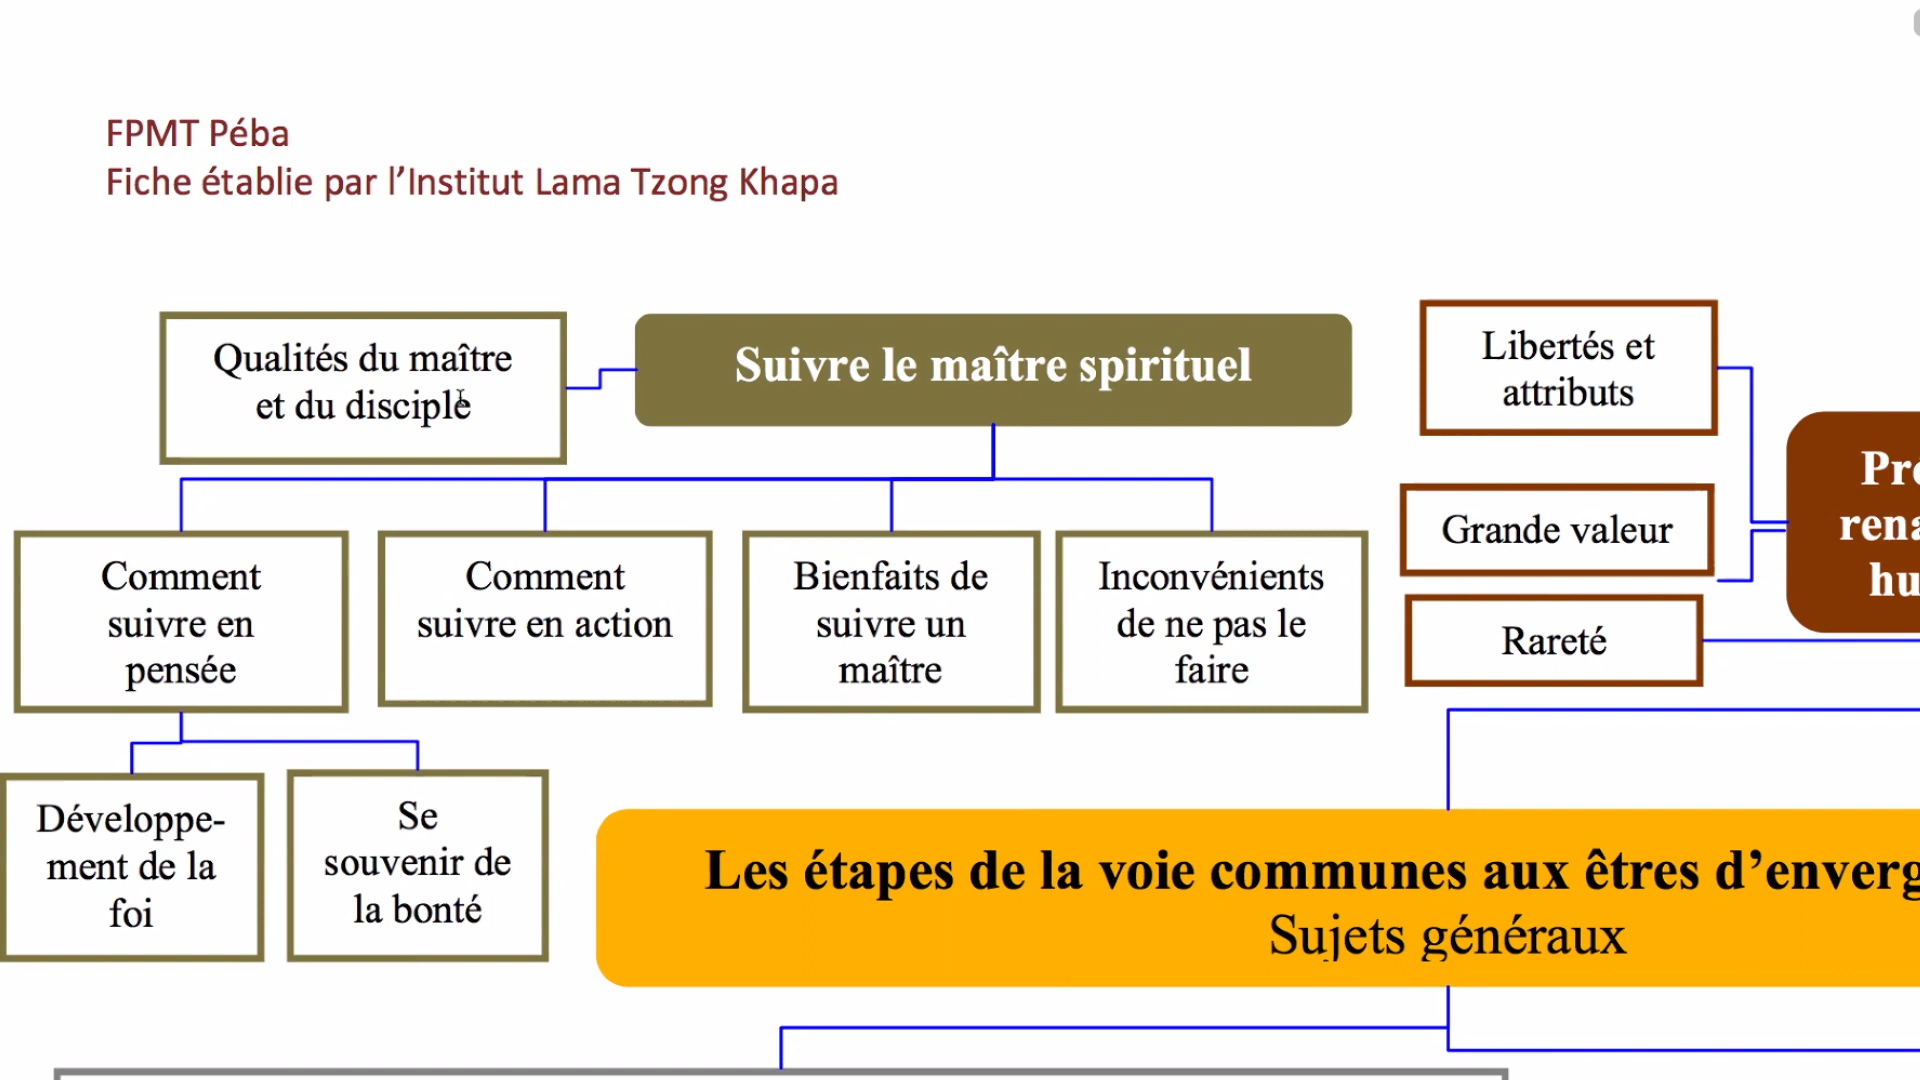 FPMT Péba
Fiche établie par l’Institut Lama Tzong Khapa
Qualités du maître
et du disciple
Suivre le maître spirituel
Libertés et
attributs
Grande valeur
Rareté
Comment
suivre en
pensée
Comment
suivre en action
Bienfaits de
suivre un
maître
Inconvénients
de ne pas le
faire
Développe-
ment de la
foi
Se
souvenir de
la bonté
Les étapes de la voie communes aux êtres
Sujets généraux